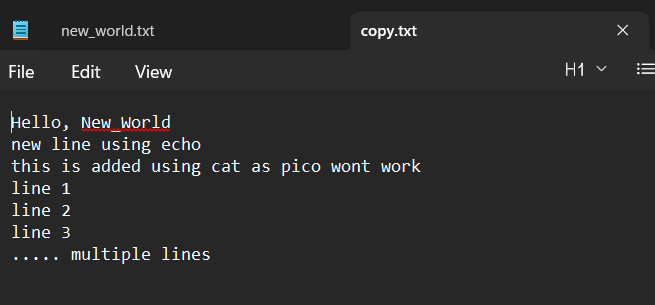 new_world.txt
copy.txt
File Edit View H1
Hello, New_World
new line using echo
this is added using cat as pico wont work
line 1
line 2
line 3
..... multiple lines